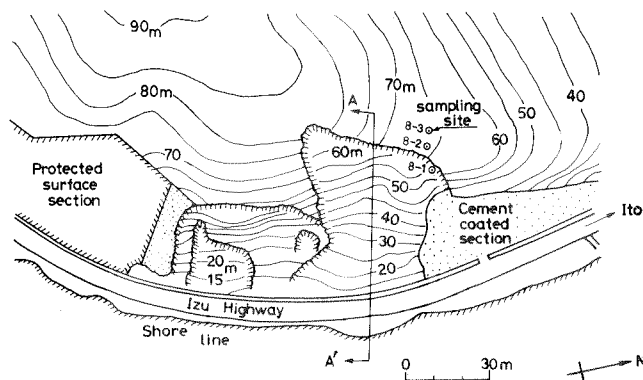 90m
80m
70
70m
40
50
60
A
sampling
site
8-3
8-2
8-1
60m
50
40
30
20
Protected
surface
section
Cement
coated
section
Ito
20
m
15
Izu Highway
Shore
line
A'
0
30m
N